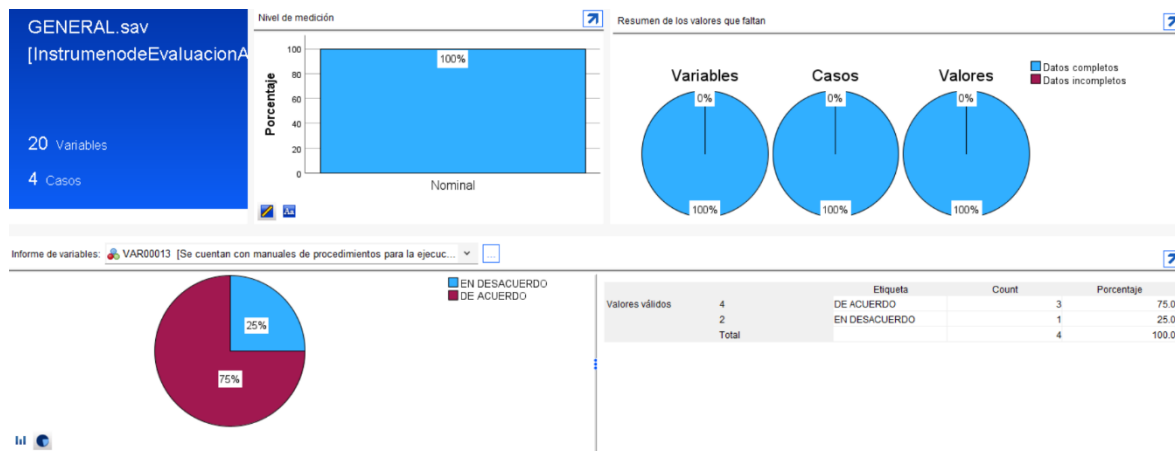 GENERAL.sav
[InstrumenodeEvaluacionA
20 Variables
4 Casos
Nivel de medición
Porcentaje
100
80
60
40
20
0
100%
Nominal
Resumen de los valores que faltan
Variables
Casos
Valores
0%
0%
0%
100%
100%
100%
Datos completos
Datos incompletos
Informe de variables: VAR00013 [Se cuentan con manuales de procedimientos para la ejecuc... ...
25%
75%
EN DESACUERDO
DE ACUERDO
Etiqueta Count Porcentaje
Valores válidos 4 DE ACUERDO 3 75.0
2 EN DESACUERDO 1 25.0
Total 4 100.0